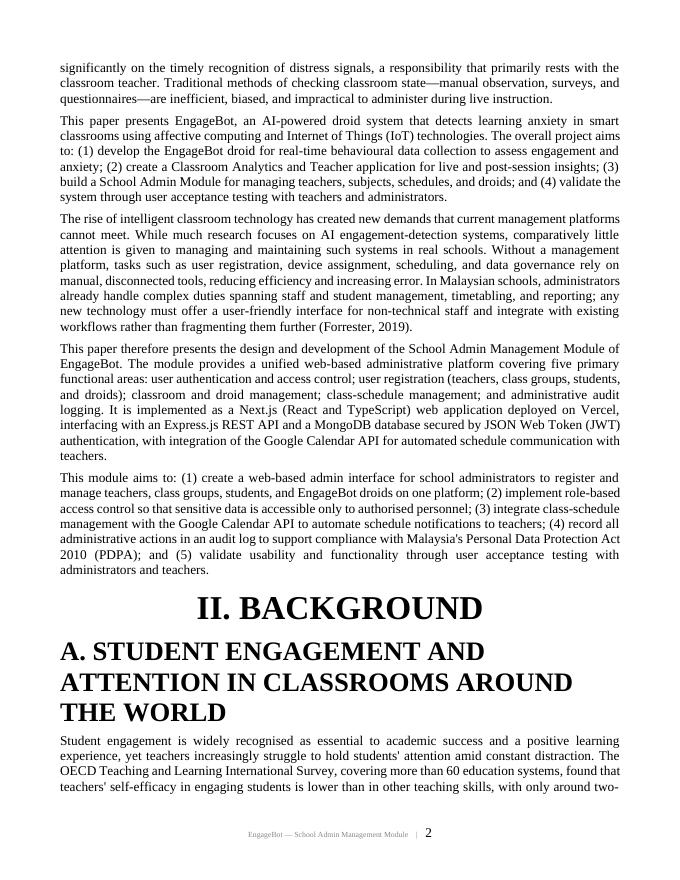 significantly on the timely recognition of distress signals, a responsibility that primarily rests with the
classroom teacher. Traditional methods of checking classroom state—manual observation, surveys, and
questionnaires—are inefficient, biased, and impractical to administer during live instruction.
This paper presents EngageBot, an AI-powered droid system that detects learning anxiety in smart
classrooms using affective computing and Internet of Things (IoT) technologies. The overall project aims
to: (1) develop the EngageBot droid for real-time behavioural data collection to assess engagement and
anxiety; (2) create a Classroom Analytics and Teacher application for live and post-session insights; (3)
build a School Admin Module for managing teachers, subjects, schedules, and droids; and (4) validate the
system through user acceptance testing with teachers and administrators.
The rise of intelligent classroom technology has created new demands that current management platforms
cannot meet. While much research focuses on AI engagement-detection systems, comparatively little
attention is given to managing and maintaining such systems in real schools. Without a management
platform, tasks such as user registration, device assignment, scheduling, and data governance rely on
manual, disconnected tools, reducing efficiency and increasing error. In Malaysian schools, administrators
already handle complex duties spanning staff and student management, timetabling, and reporting; any
new technology must offer a user-friendly interface for non-technical staff and integrate with existing
workflows rather than fragmenting them further (Forrester, 2019).
This paper therefore presents the design and development of the School Admin Management Module of
EngageBot. The module provides a unified web-based administrative platform covering five primary
functional areas: user authentication and access control; user registration (teachers, class groups, students,
and droids); classroom and droid management; class-schedule management; and administrative audit
logging. It is implemented as a Next.js (React and TypeScript) web application deployed on Vercel,
interfacing with an Express.js REST API and a MongoDB database secured by JSON Web Token (JWT)
authentication, with integration of the Google Calendar API for automated schedule communication with
teachers.
This module aims to: (1) create a web-based admin interface for school administrators to register and
manage teachers, class groups, students, and EngageBot droids on one platform; (2) implement role-based
access control so that sensitive data is accessible only to authorised personnel; (3) integrate class-schedule
management with the Google Calendar API to automate schedule notifications to teachers; (4) record all
administrative actions in an audit log to support compliance with Malaysia's Personal Data Protection Act
2010 (PDPA); and (5) validate usability and functionality through user acceptance testing with
administrators and teachers.
II. BACKGROUND
A. STUDENT ENGAGEMENT AND
ATTENTION IN CLASSROOMS AROUND
THE WORLD
Student engagement is widely recognised as essential to academic success and a positive learning
experience, yet teachers increasingly struggle to hold students' attention amid constant distraction. The
OECD Teaching and Learning International Survey, covering more than 60 education systems, found that
teachers' self-efficacy in engaging students is lower than in other teaching skills, with only around two-
EngageBot — School Admin Management Module | 2